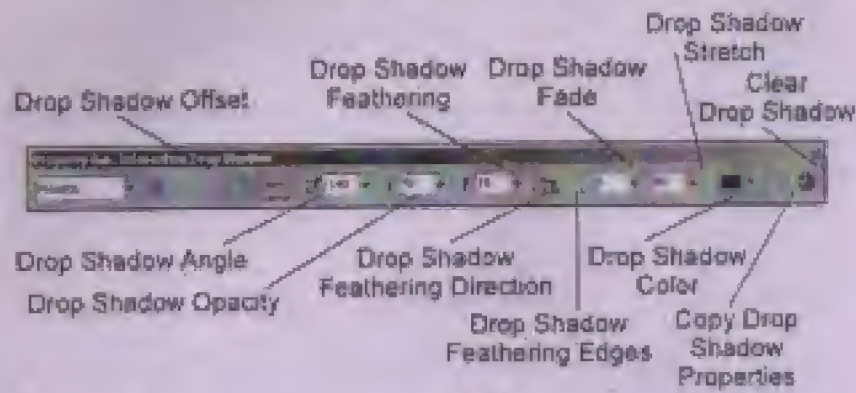 Drop Shadow
Stretch
Drop Shadow
Feathering
Drop Shadow
Fade
Clear
Drop Shadow
Drop Shadow Offset
Drop Shadow Angle
Drop Shadow Opacity
Drop Shadow
Feathering Direction
Drop Shadow
Color
Drop Shadow
Feathering Edges
Copy Drop
Shadow
Properties